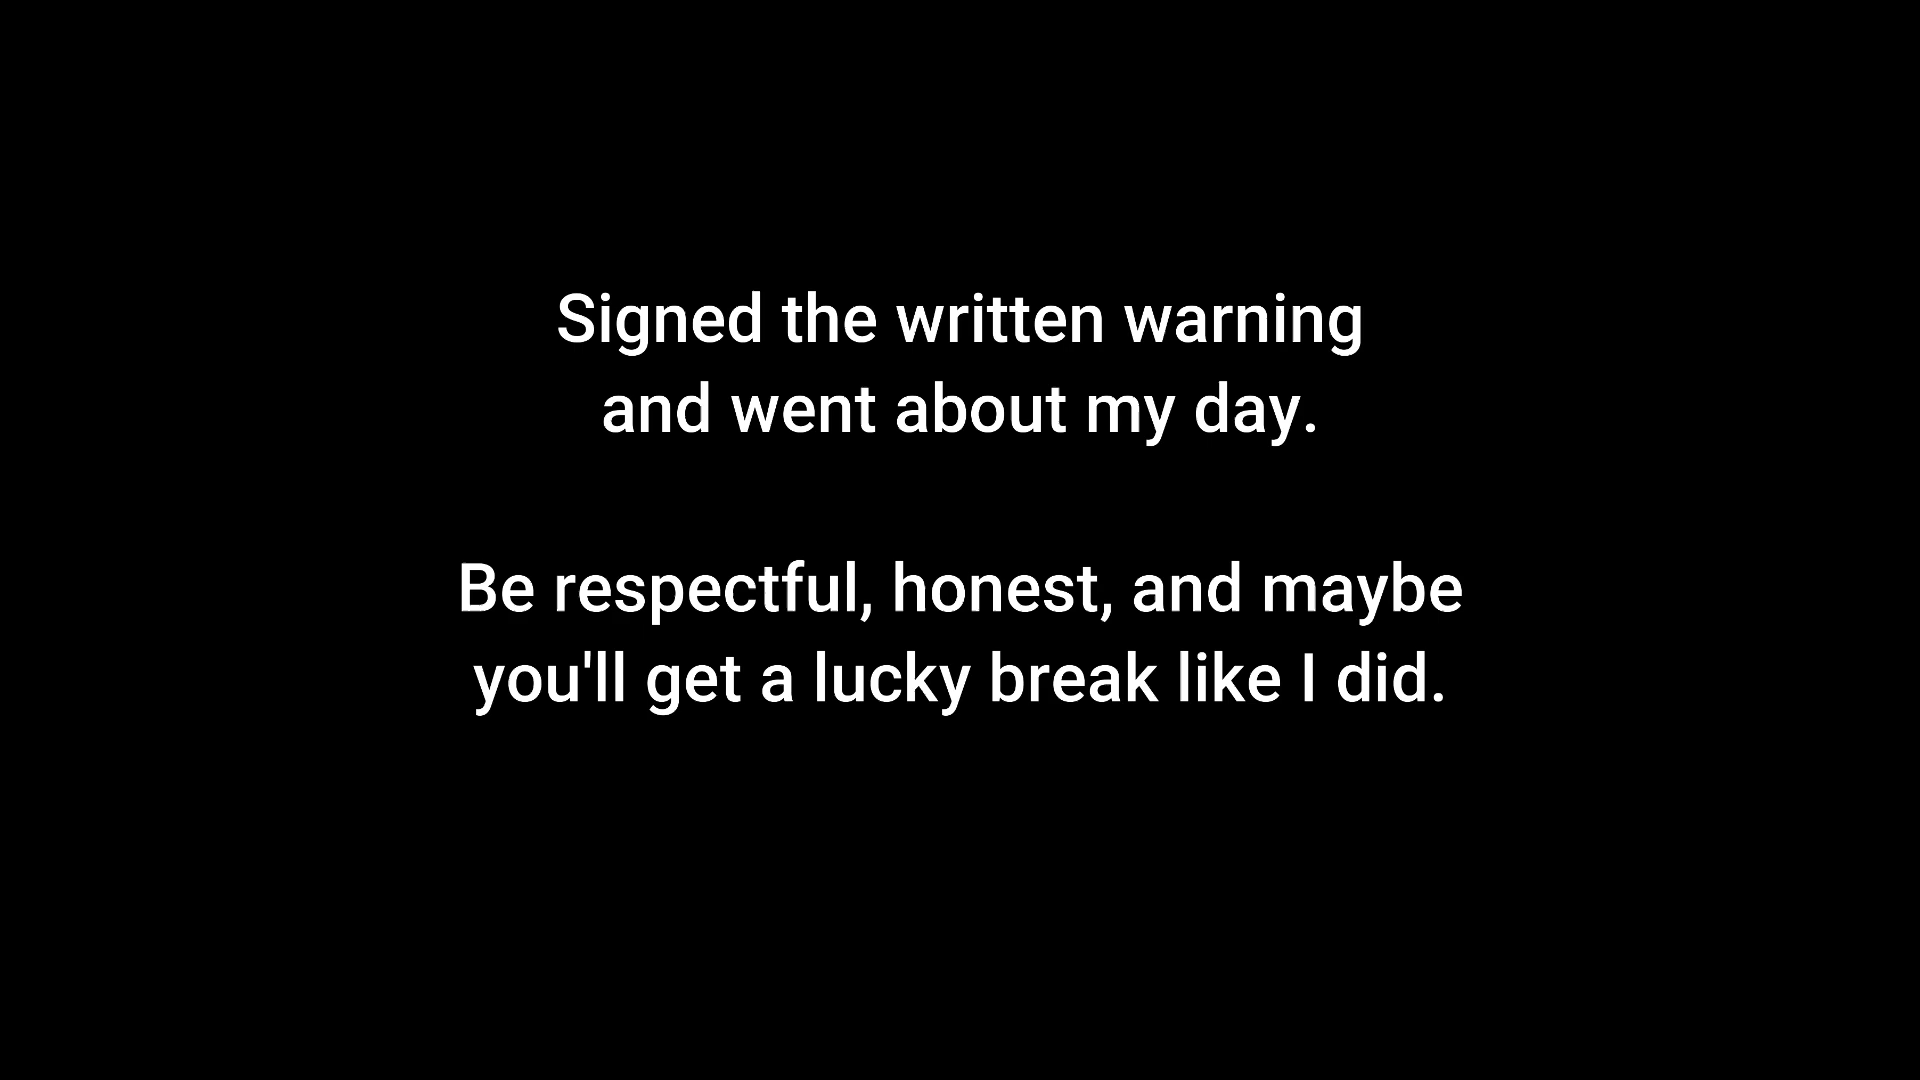 Signed the written warning
and went about my day.
Be respectful, honest, and maybe
you'll get a lucky break like I did.